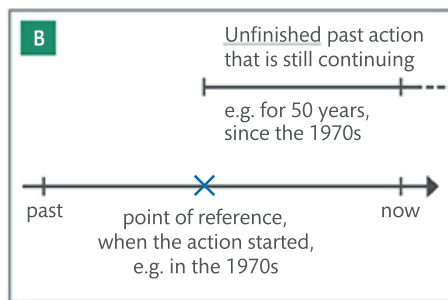 B
Unfinished past action
that is still continuing
e.g. for 50 years,
since the 1970s
past
now
point of reference,
when the action started,
e.g. in the 1970s